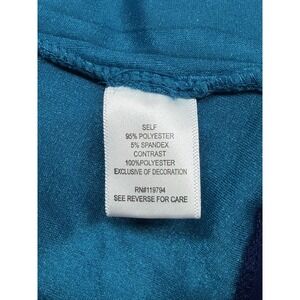 SELF
95% POLYESTER
5% SPANDEX
CONTRAST
100%POLYESTER
EXCLUSIVE OF DECORATION
RN#119794
SEE REVERSE FOR CARE